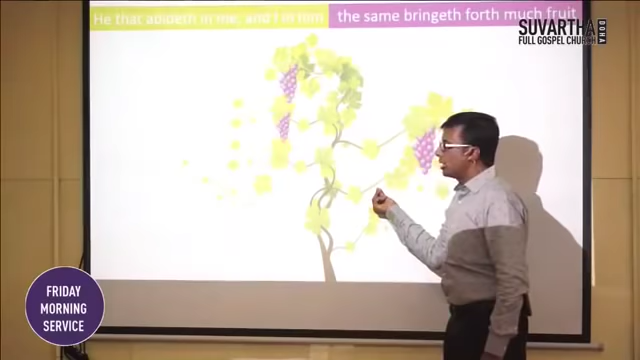 He that abideth in me, and I in him the same bringeth forth much fruit
SUVARTHA DOHA
FULL GOSPEL CHURCH
FRIDAY
MORNING
SERVICE